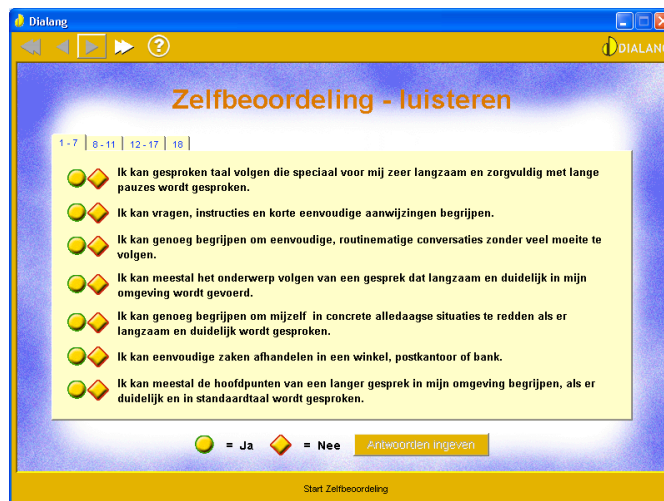 Dialang
DIALANG
Zelfbeoordeling - luisteren
1 - 7 8 - 11 12 - 17 18
Ik kan gesproken taal volgen die speciaal voor mij zeer langzaam en zorgvuldig met lange
pauzes wordt gesproken.
Ik kan vragen, instructies en korte eenvoudige aanwijzingen begrijpen.
Ik kan genoeg begrijpen om eenvoudige, routinematige conversaties zonder veel moeite te
volgen.
Ik kan meestal het onderwerp volgen van een gesprek dat langzaam en duidelijk in mijn
omgeving wordt gevoerd.
Ik kan genoeg begrijpen om mijzelf in concrete alledaagse situaties te redden als er
langzaam en duidelijk wordt gesproken.
Ik kan eenvoudige zaken afhandelen in een winkel, postkantoor of bank.
Ik kan meestal de hoofdpunten van een langer gesprek in mijn omgeving begrijpen, als er
duidelijk en in standaardtaal wordt gesproken.
= Ja = Nee Antwoorden ingeven
Start Zelfbeoordeling